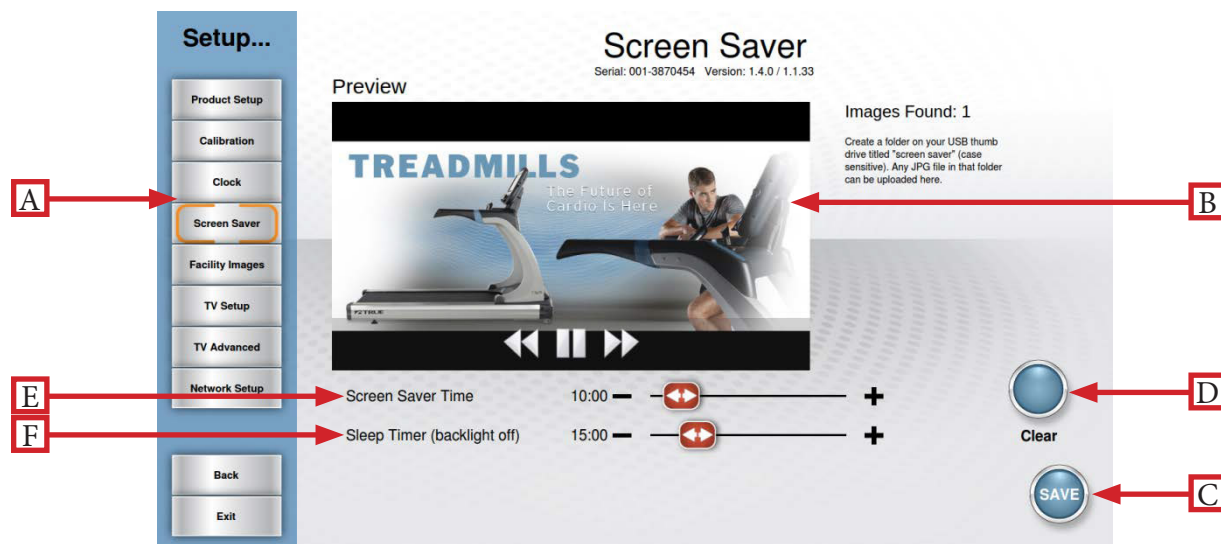 Setup...
Screen Saver
Serial: 001-3870454 Version: 1.4.0 / 1.1.33
Product Setup
Calibration
Clock
Screen Saver
Facility Images
TV Setup
TV Advanced
Network Setup
Back
Exit
Preview
TREADMILLS
The Future of
Cardio Is Here
TRUE
Images Found: 1
Create a folder on your USB thumb
drive titled "screen saver" (case
sensitive). Any JPG file in that folder
can be uploaded here.
Screen Saver Time 10:00
Sleep Timer (backlight off) 15:00
Clear
SAVE
A
B
E
D
F
C